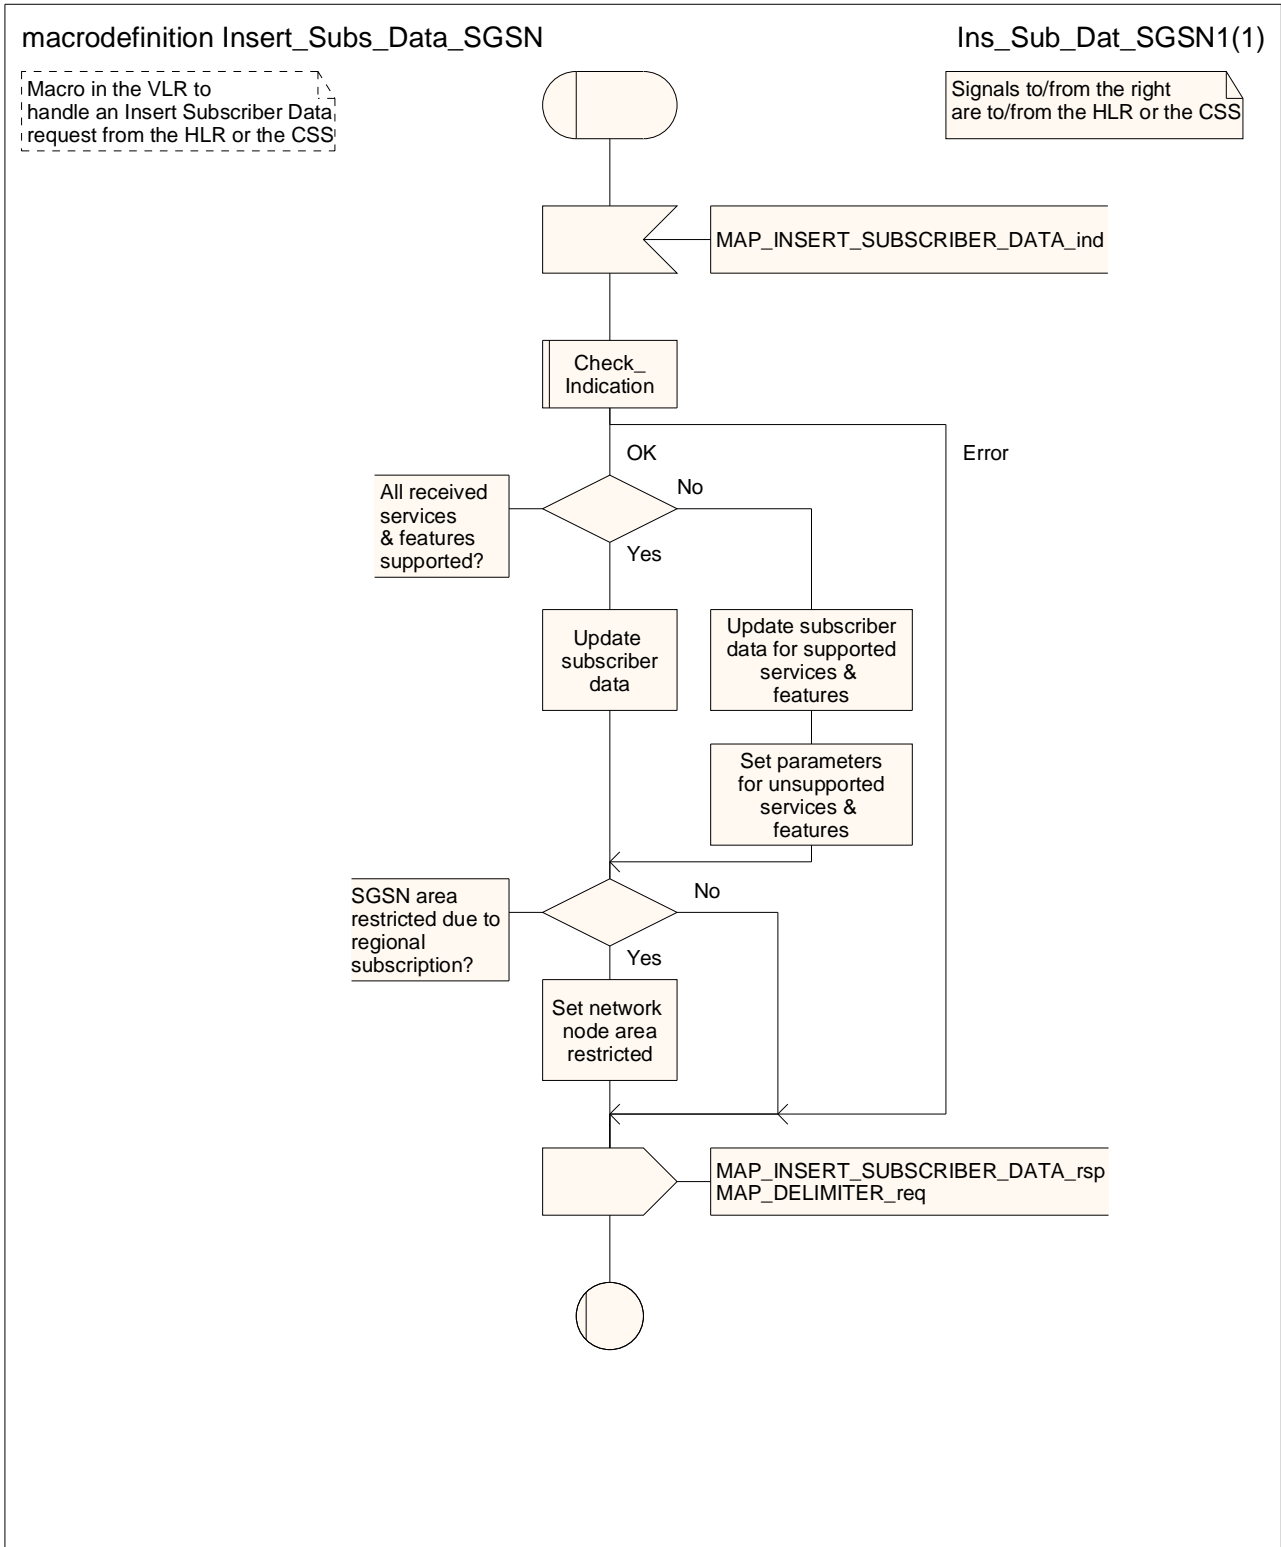 macrodefinition Insert_Subs_Data_SGSN
Ins_Sub_Dat_SGSN1(1)
Macro in the VLR to
handle an Insert Subscriber Data
request from the HLR or the CSS
Signals to/from the right
are to/from the HLR or the CSS
MAP_INSERT_SUBSCRIBER_DATA_ind
Check_
Indication
OK
Error
All received
services
& features
supported?
No
Yes
Update
subscriber
data
Update subscriber
data for supported
services &
features
Set parameters
for unsupported
services &
features
SGSN area
restricted due to
regional
subscription?
No
Yes
Set network
node area
restricted
MAP_INSERT_SUBSCRIBER_DATA_rsp
MAP_DELIMITER_req